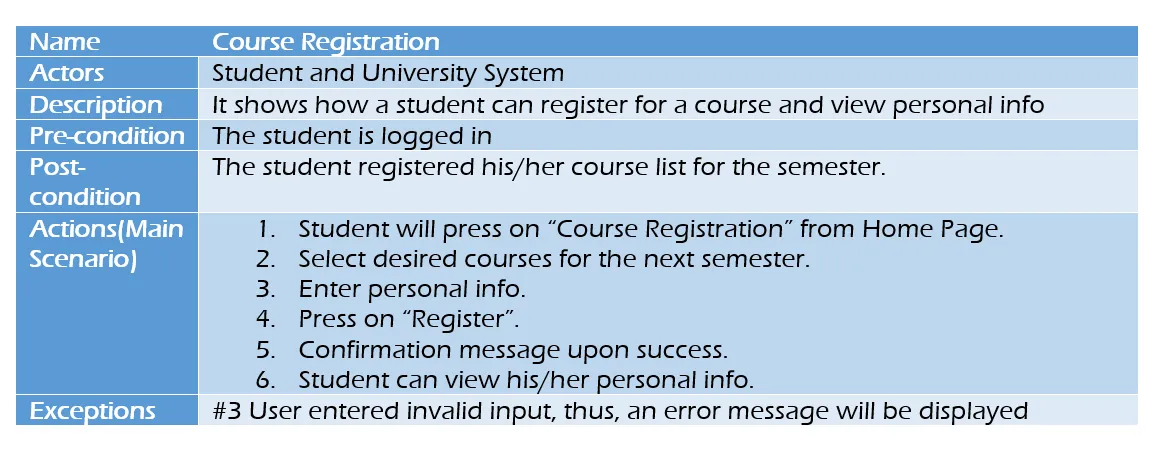 Name Course Registration
Actors Student and University System
Description It shows how a student can register for a course and view personal info
Pre-condition The student is logged in
Post- The student registered his/her course list for the semester.
condition
Actions(Main 1. Student will press on “Course Registration” from Home Page.
Scenario) 2. Select desired courses for the next semester.
3. Enter personal info.
4. Press on “Register”.
5. Confirmation message upon success.
6. Student can view his/her personal info.
Exceptions #3 User entered invalid input, thus, an error message will be displayed